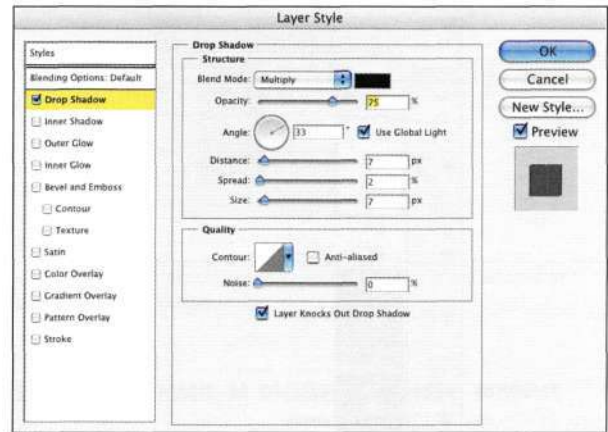 Layer Style
Styles
Blending Options: Default
Drop Shadow
Inner Shadow
Outer Glow
Inner Glow
Bevel and Emboss
Contour
Texture
Satin
Color Overlay
Gradient Overlay
Pattern Overlay
Stroke
Drop Shadow
Structure
Blend Mode: Multiply
Opacity: 75 %
Angle: 33 ° Use Global Light
Distance: 7 px
Spread: 2 %
Size: 7 px
Quality
Contour: Anti-aliased
Noise: 0 %
Layer Knocks Out Drop Shadow
OK
Cancel
New Style...
Preview